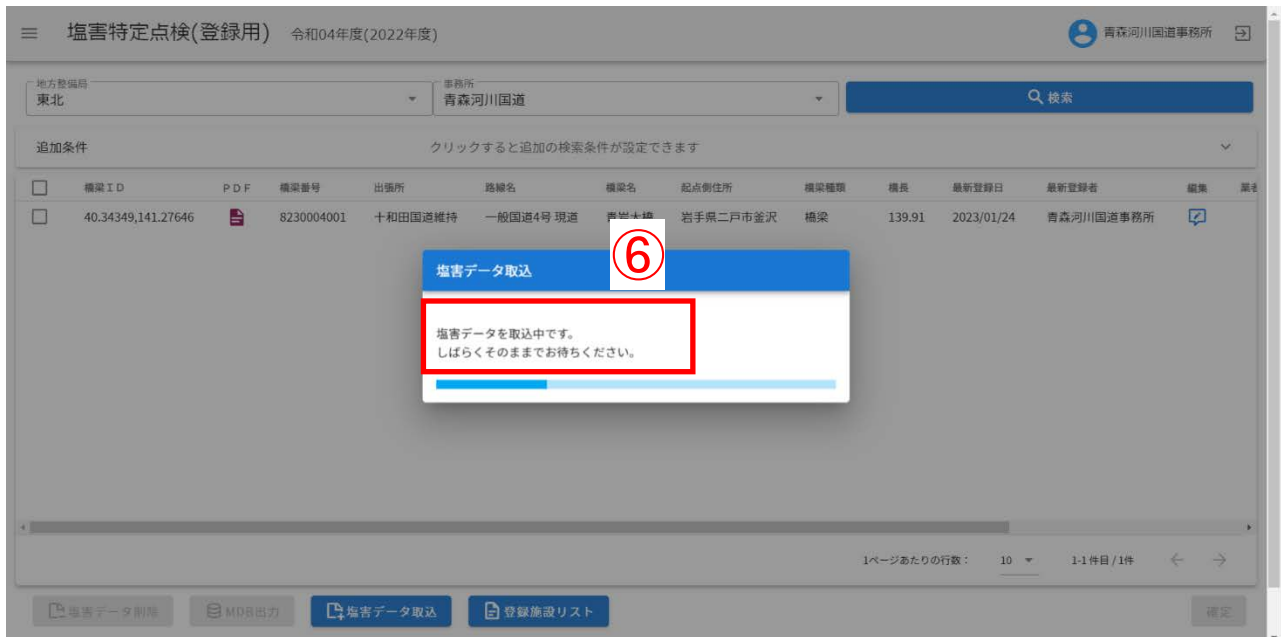 塩害特定点検(登録用) 令和04年度(2022年度) 青森河川国道事務所
地方整備局 事務所
東北 青森河川国道 検索
追加条件 クリックすると追加の検索条件が設定できます
橋梁ID PDF 橋梁番号 出張所 路線名 橋梁名 起点側住所 橋梁種類 橋長 最新登録日 最新登録者 編集
40.34349,141.27646 8230004001 十和田国道維持 一般国道4号 現道 岩手県二戸市釜沢 橋梁 139.91 2023/01/24 青森河川国道事務所
⑥
塩害データ取込
塩害データを取込中です。
しばらくそのままでお待ちください。
1ページあたりの行数: 10 1-1件目/1件
塩害データ削除 MDB出力 塩害データ取込 登録施設リスト 確定